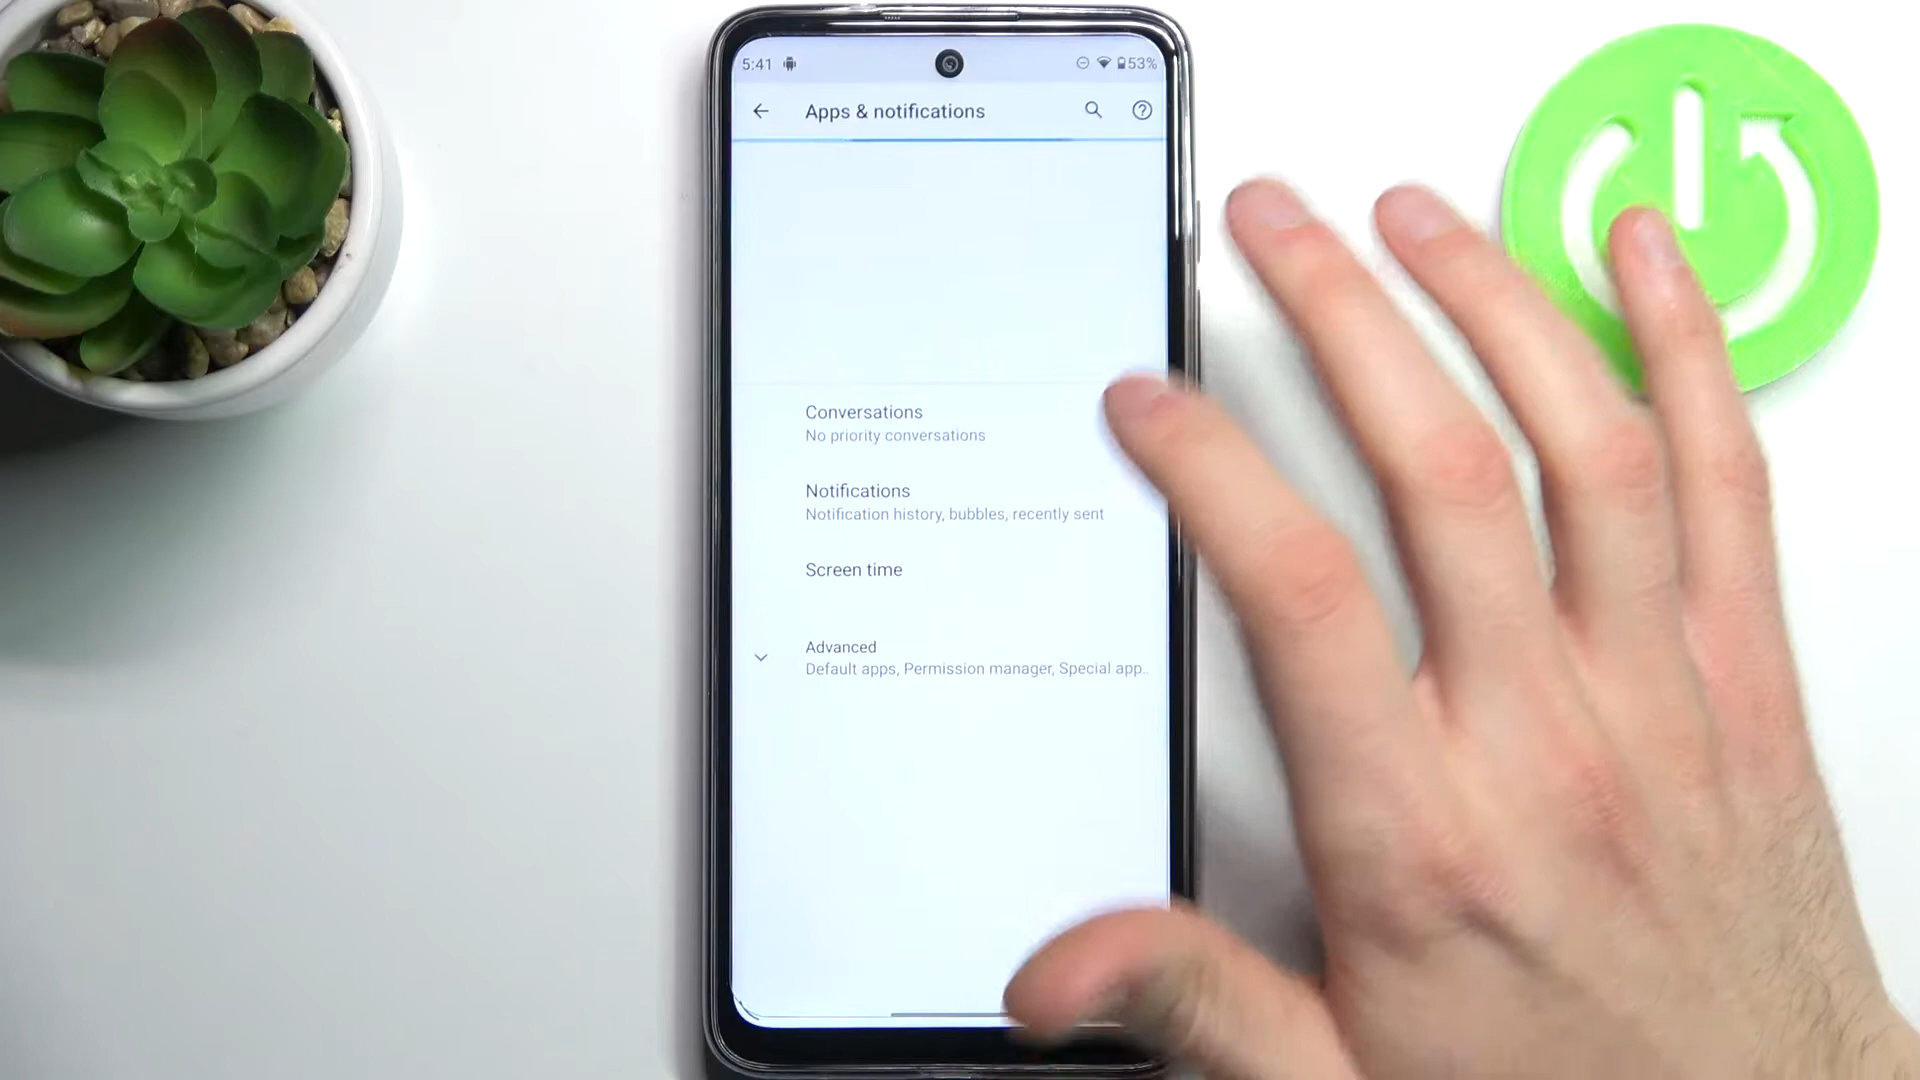 5:41 53%
Apps & notifications
Conversations
No priority conversations
Notifications
Notification history, bubbles, recently sent
Screen time
Advanced
Default apps, Permission manager, Special app..